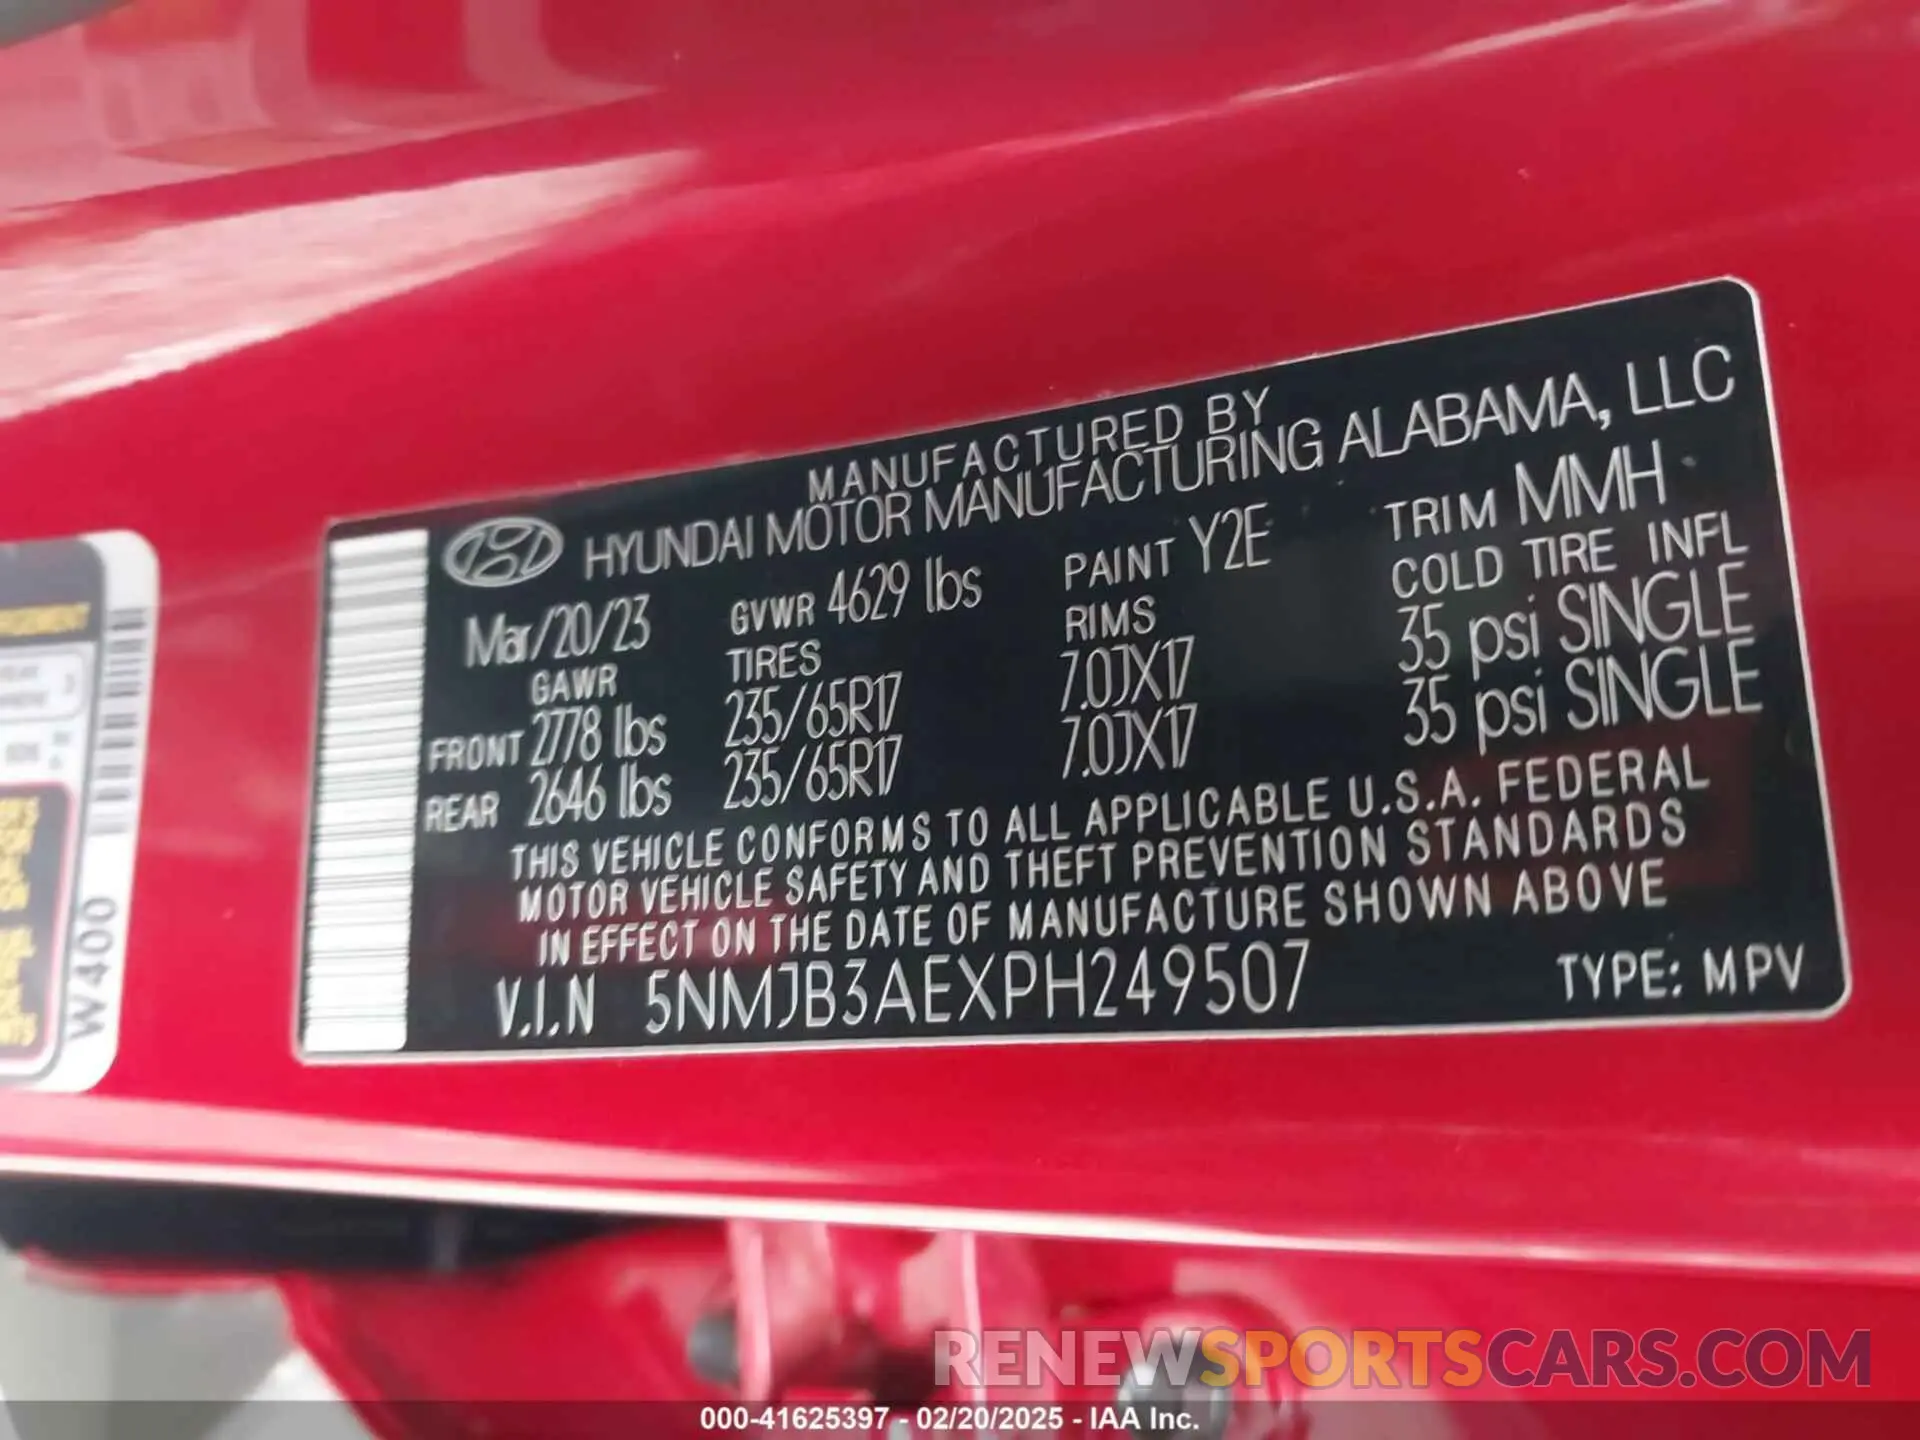 MANUFACTURED BY
HYUNDAI MOTOR MANUFACTURING ALABAMA, LLC
Mar/20/23 GVWR 4629 lbs PAINT Y2E TRIM MMH
GAWR TIRES RIMS COLD TIRE INFL
FRONT 2778 lbs 235/65R17 7.0JX17 35 psi SINGLE
REAR 2646 lbs 235/65R17 7.0JX17 35 psi SINGLE
THIS VEHICLE CONFORMS TO ALL APPLICABLE U.S.A. FEDERAL
MOTOR VEHICLE SAFETY AND THEFT PREVENTION STANDARDS
IN EFFECT ON THE DATE OF MANUFACTURE SHOWN ABOVE
V.I.N 5NMJB3AEXPH249507 TYPE: MPV
W400
RENEWSPORTSCARS.COM
000-41625397 - 02/20/2025 - IAA Inc.